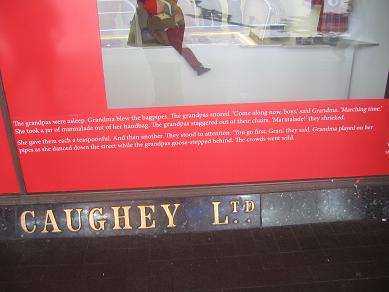 The grandpas were asleep. Grandma blew the bagpipes. The grandpas snored. 'Come along now, boys,' said Grandma. 'Marching time.'
She took a jar of marmalade out of her handbag. The grandpas staggered out of their chairs. 'Marmalade!' they shrieked.
She gave them each a teaspoonful. And then another. They stood to attention. 'You go first, Gran,' they said. Grandma played on her
pipes as she danced down the street while the grandpas goose-stepped behind. The crowds went wild.
CAUGHEY LTD